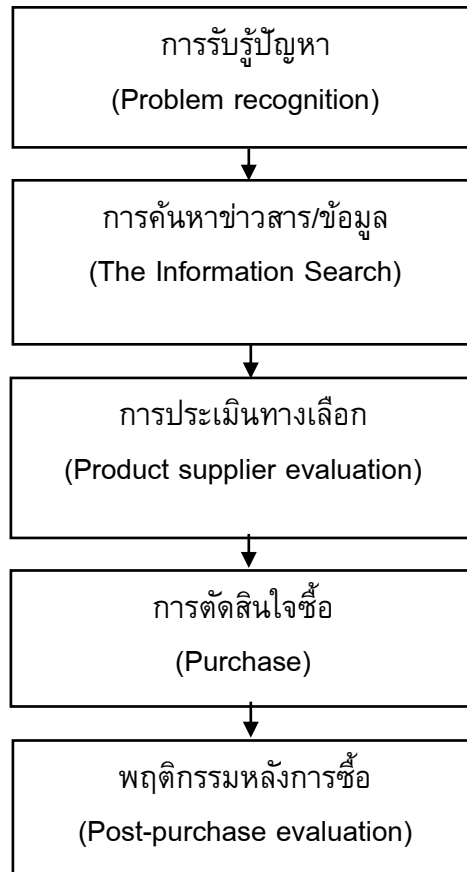 การรับรู้ปัญหา
(Problem recognition)
การค้นหาข่าวสาร/ข้อมูล
(The Information Search)
การประเมินทางเลือก
(Product supplier evaluation)
การตัดสินใจซื้อ
(Purchase)
พฤติกรรมหลังการซื้อ
(Post-purchase evaluation)